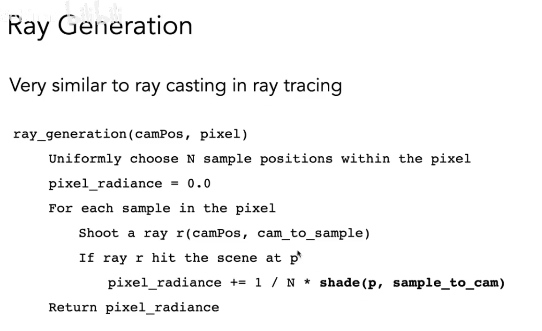 Ray Generation
Very similar to ray casting in ray tracing
ray_generation(camPos, pixel)
Uniformly choose N sample positions within the pixel
pixel_radiance = 0.0
For each sample in the pixel
Shoot a ray r(camPos, cam_to_sample)
If ray r hit the scene at p
pixel_radiance += 1 / N * shade(p, sample_to_cam)
Return pixel_radiance